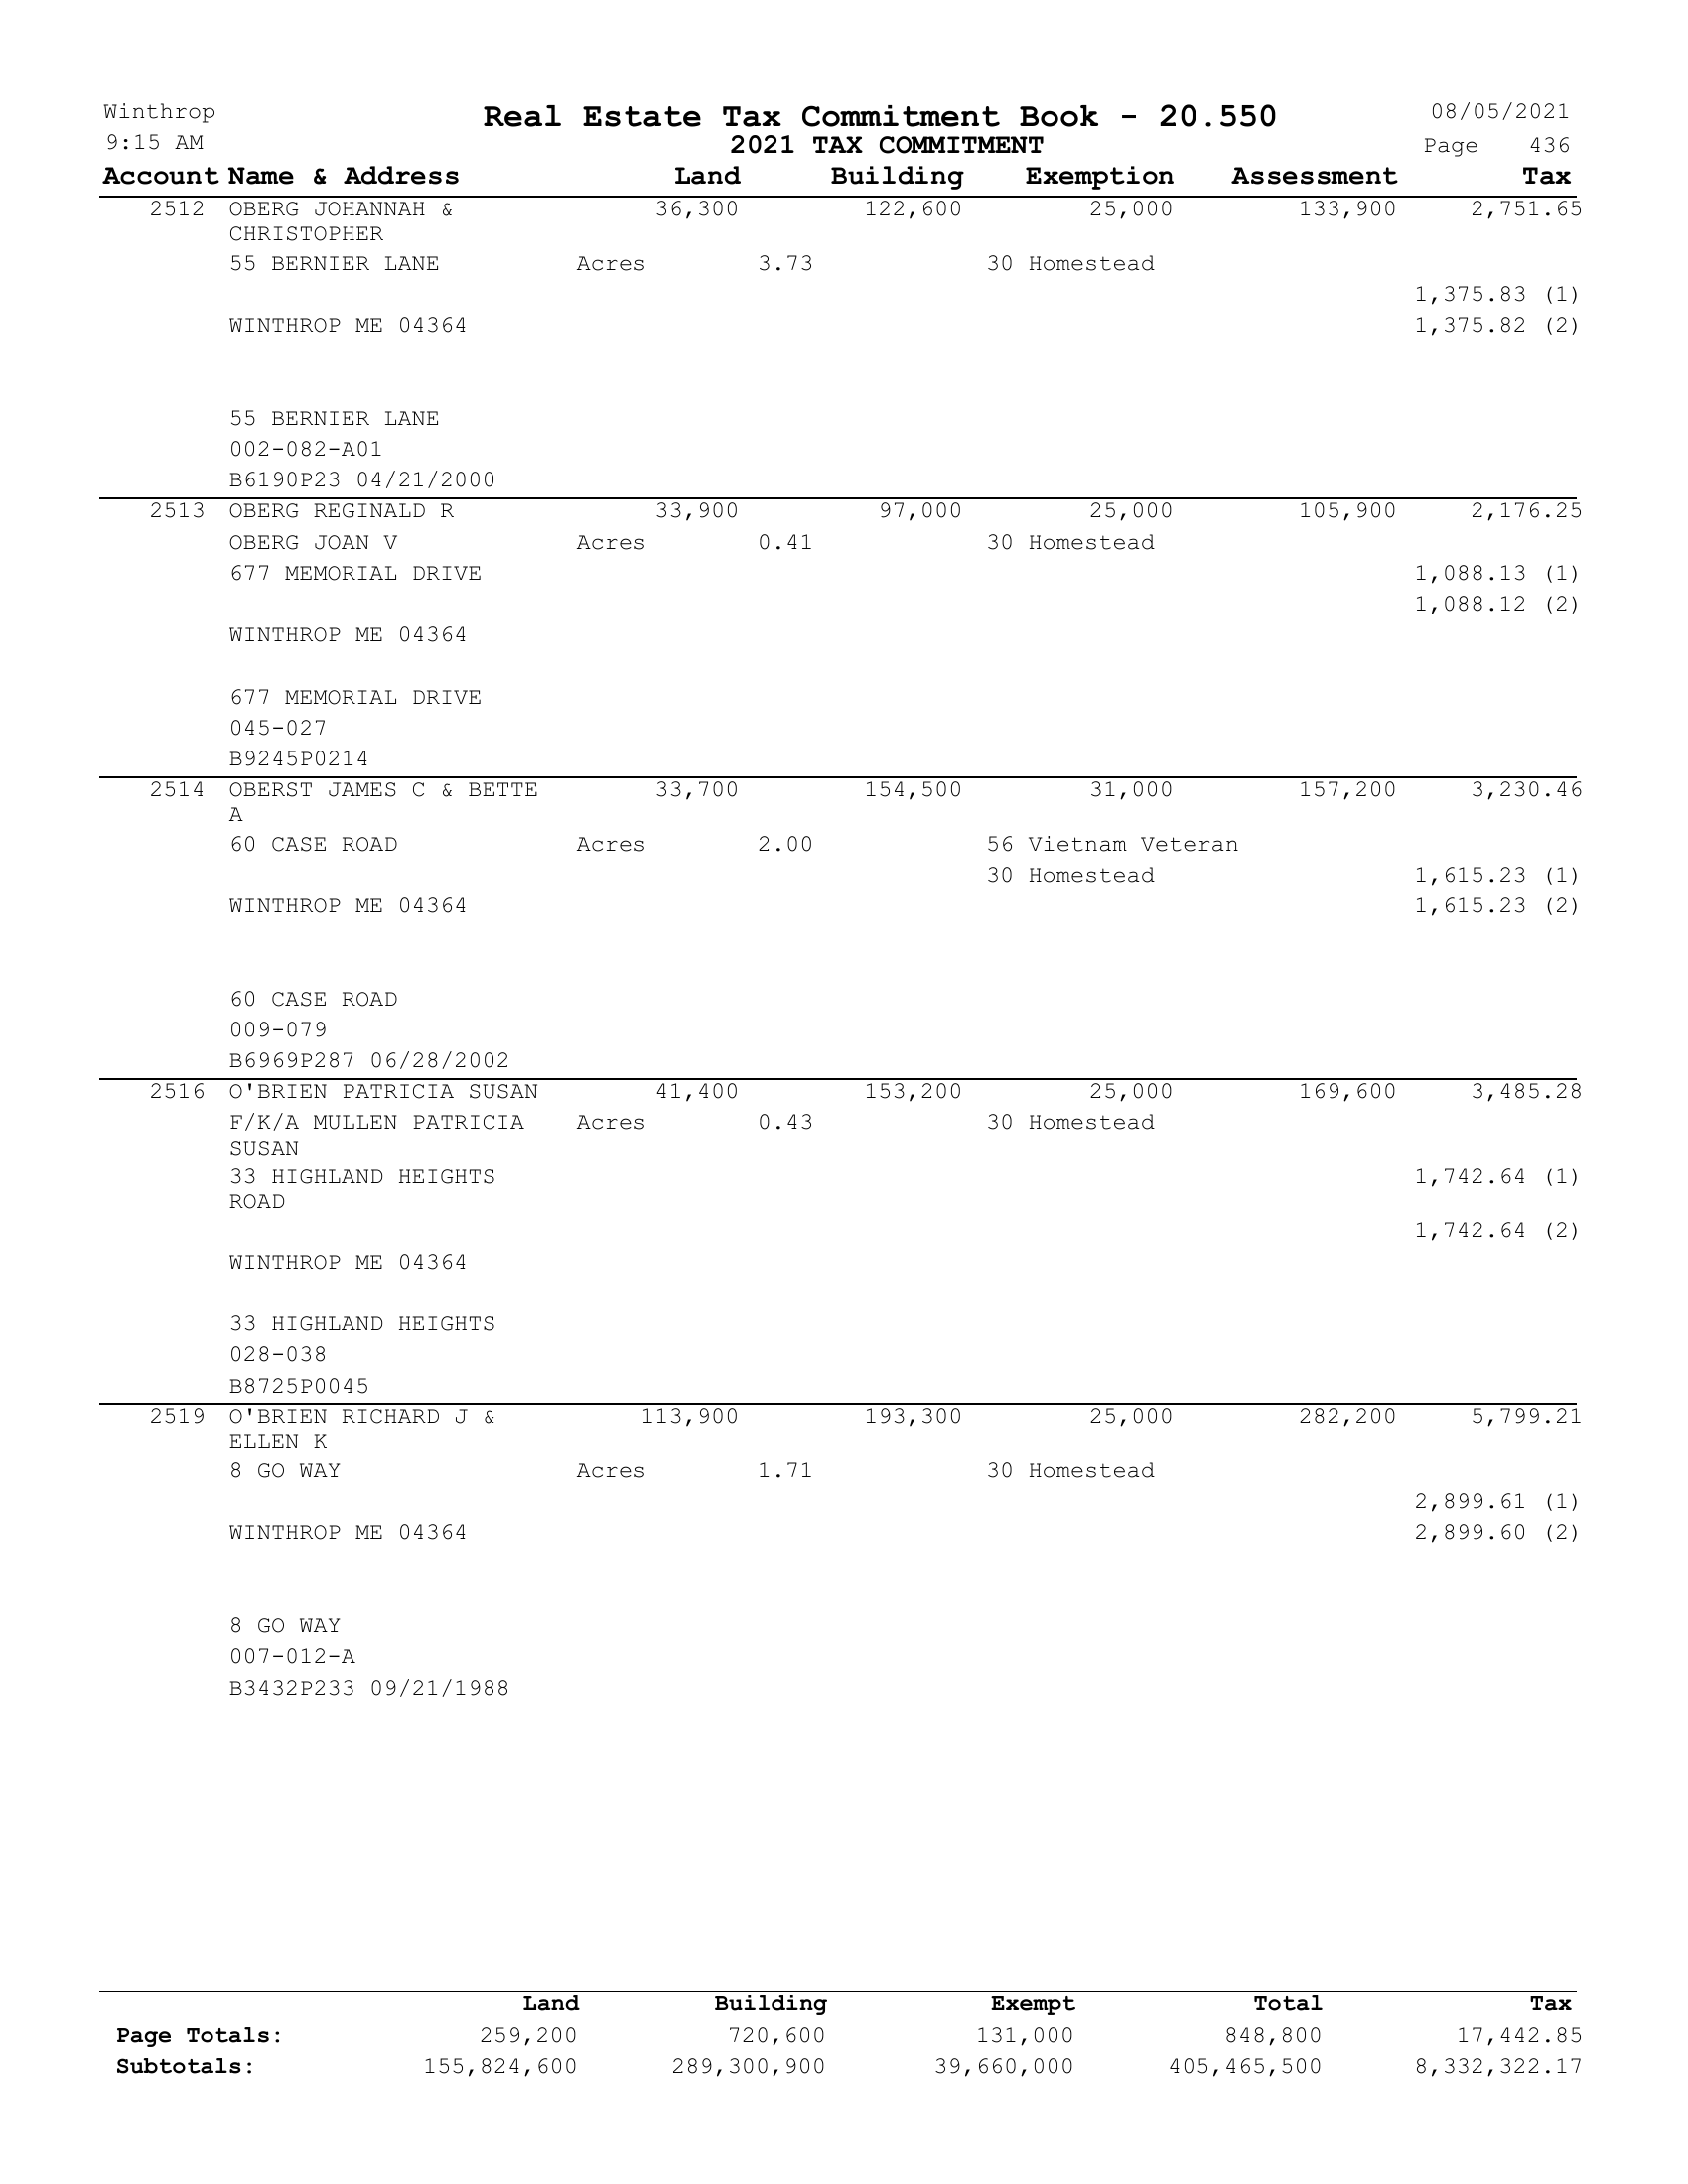 Winthrop Real Estate Tax Commitment Book - 20.550 08/05/2021
9:15 AM 2021 TAX COMMITMENT Page 436
Account Name & Address Land Building Exemption Assessment Tax
2512 OBERG JOHANNAH & 36,300 122,600 25,000 133,900 2,751.65
CHRISTOPHER
55 BERNIER LANE Acres 3.73 30 Homestead
1,375.83 (1)
WINTHROP ME 04364 1,375.82 (2)
55 BERNIER LANE
002-082-A01
B6190P23 04/21/2000
2513 OBERG REGINALD R 33,900 97,000 25,000 105,900 2,176.25
OBERG JOAN V Acres 0.41 30 Homestead
677 MEMORIAL DRIVE 1,088.13 (1)
1,088.12 (2)
WINTHROP ME 04364
677 MEMORIAL DRIVE
045-027
B9245P0214
2514 OBERST JAMES C & BETTE 33,700 154,500 31,000 157,200 3,230.46
A
60 CASE ROAD Acres 2.00 56 Vietnam Veteran
30 Homestead 1,615.23 (1)
WINTHROP ME 04364 1,615.23 (2)
60 CASE ROAD
009-079
B6969P287 06/28/2002
2516 O'BRIEN PATRICIA SUSAN 41,400 153,200 25,000 169,600 3,485.28
F/K/A MULLEN PATRICIA Acres 0.43 30 Homestead
SUSAN
33 HIGHLAND HEIGHTS 1,742.64 (1)
ROAD
1,742.64 (2)
WINTHROP ME 04364
33 HIGHLAND HEIGHTS
028-038
B8725P0045
2519 O'BRIEN RICHARD J & 113,900 193,300 25,000 282,200 5,799.21
ELLEN K
8 GO WAY Acres 1.71 30 Homestead
2,899.61 (1)
WINTHROP ME 04364 2,899.60 (2)
8 GO WAY
007-012-A
B3432P233 09/21/1988
Land Building Exempt Total Tax
Page Totals: 259,200 720,600 131,000 848,800 17,442.85
Subtotals: 155,824,600 289,300,900 39,660,000 405,465,500 8,332,322.17